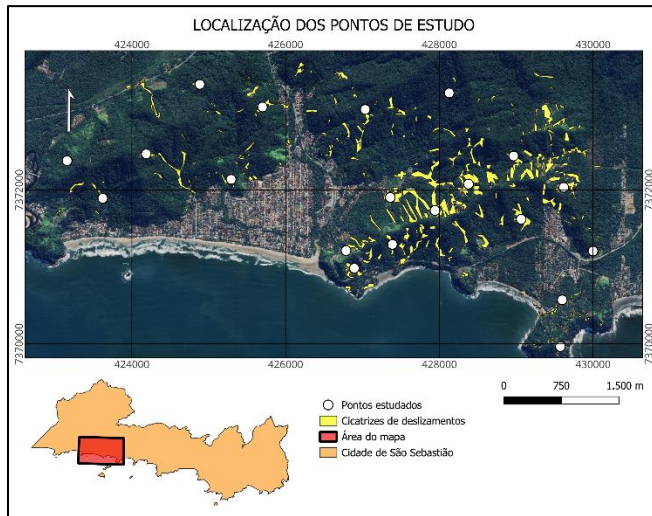 LOCALIZAÇÃO DOS PONTOS DE ESTUDO
424000 426000 428000 430000
7372000 7372000
7370000 7370000
424000 426000 428000 430000
Pontos estudados
Cicatrizes de deslizamentos
Área do mapa
Cidade de São Sebastião
0 750 1.500 m